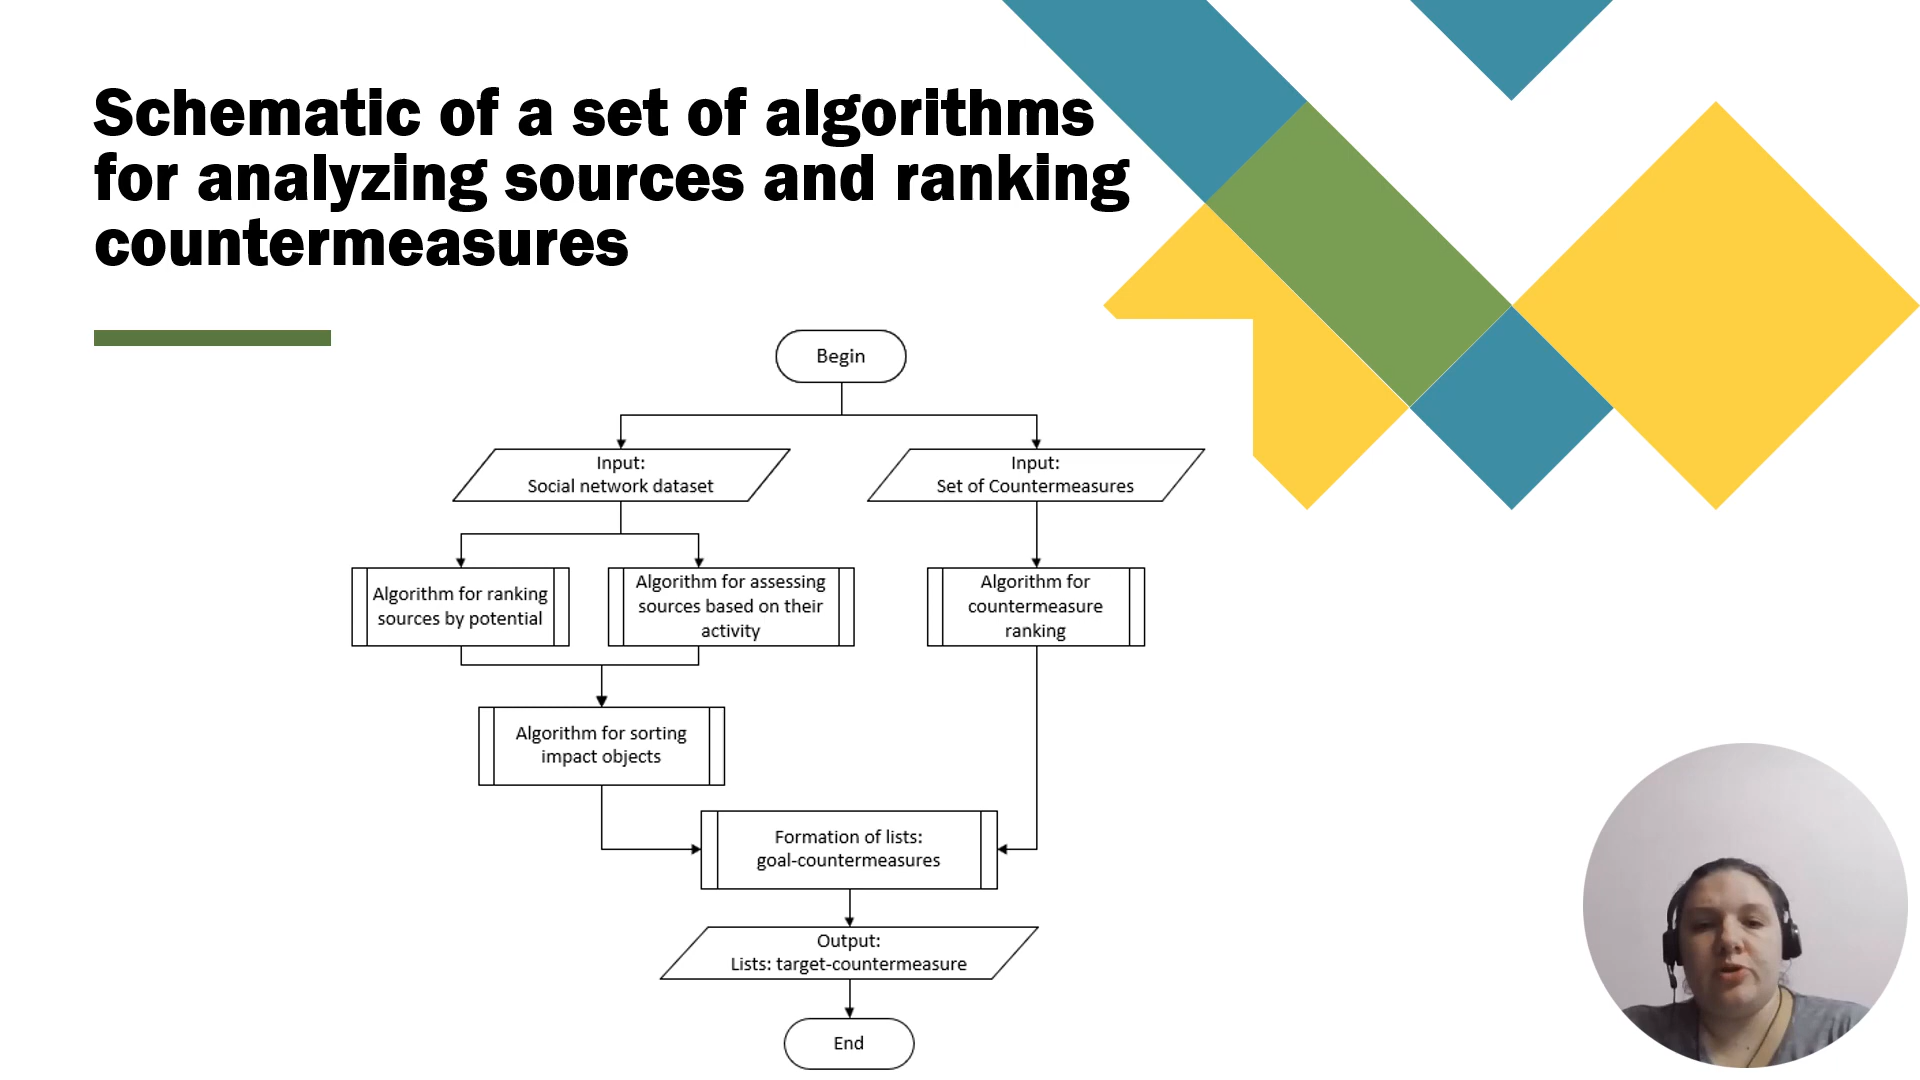 Schematic of a set of algorithms
for analyzing sources and ranking
countermeasures
Begin
Input:
Social network dataset
Input:
Set of Countermeasures
Algorithm for ranking
sources by potential
Algorithm for assessing
sources based on their
activity
Algorithm for
countermeasure
ranking
Algorithm for sorting
impact objects
Formation of lists:
goal-countermeasures
Output:
Lists: target-countermeasure
End